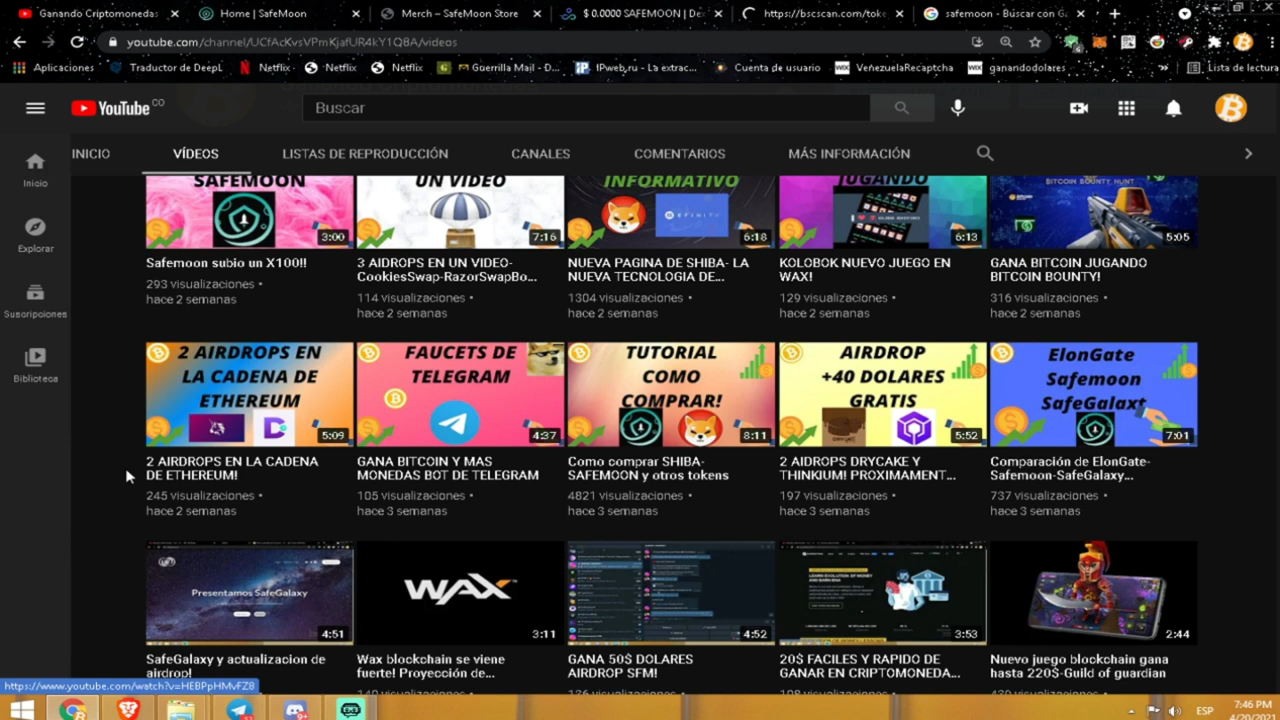 Ganando Criptomonedas
Home | SafeMoon
Merch – SafeMoon Store
$ 0.0000 SAFEMOON | De
https://bscscan.com/toke
safemoon - Buscar con G
youtube.com/channel/UCfAcKvsVPmKjafUR4kY1Q8A/videos
Aplicaciones
Traductor de DeepL
Netflix
Netflix
Netflix
Guerrilla Mail - D...
IPweb.ru - La extrac...
Cuenta de usuario
VenezuelaRecaptcha
ganandodolares
»
Lista de lectura
YouTube CO
Buscar
INICIO
VÍDEOS
LISTAS DE REPRODUCCIÓN
CANALES
COMENTARIOS
MÁS INFORMACIÓN
Inicio
Explorar
Suscripciones
Biblioteca
SAFEMOON
3:00
UN VIDEO
7:16
INFORMATIVO
EFINITY
6:18
JUGANDO
6:13
BITCOIN BOUNTY HUNT
5:05
Safemoon subio un X100!!
293 visualizaciones •
hace 2 semanas
3 AIDROPS EN UN VIDEO-
CookiesSwap-RazorSwapBo...
114 visualizaciones •
hace 2 semanas
NUEVA PAGINA DE SHIBA- LA
NUEVA TECNOLOGIA DE...
1304 visualizaciones •
hace 2 semanas
KOLOBOK NUEVO JUEGO EN
WAX!
129 visualizaciones •
hace 2 semanas
GANA BITCOIN JUGANDO
BITCOIN BOUNTY!
316 visualizaciones •
hace 2 semanas
2 AIRDROPS EN
LA CADENA DE
ETHEREUM
5:09
FAUCETS DE
TELEGRAM
4:37
TUTORIAL
COMO
COMPRAR!
8:11
AIRDROP
+40 DOLARES
GRATIS
5:52
ElonGate
Safemoon
SafeGalaxt
7:01
2 AIRDROPS EN LA CADENA
DE ETHEREUM!
245 visualizaciones •
hace 2 semanas
GANA BITCOIN Y MAS
MONEDAS BOT DE TELEGRAM
105 visualizaciones •
hace 3 semanas
Como comprar SHIBA-
SAFEMOON y otros tokens
4821 visualizaciones •
hace 3 semanas
2 AIDROPS DRYCAKE Y
THINKIUM! PROXIMAMENT...
197 visualizaciones •
hace 3 semanas
Comparación de ElonGate-
Safemoon-SafeGalaxy...
737 visualizaciones •
hace 3 semanas
Presentamos SafeGalaxy
4:51
WAX
3:11
4:52
LEARN EVOLUTION OF MONEY
AND EARN DEA
3:53
2:44
SafeGalaxy y actualizacion de
airdrop!
Wax blockchain se viene
fuerte! Proyección de...
GANA 50$ DOLARES
AIRDROP SFM!
20$ FACILES Y RAPIDO DE
GANAR EN CRIPTOMONEDA...
Nuevo juego blockchain gana
hasta 220$-Guild of guardian
https://www.youtube.com/watch?v=HEBPpHMvFZ8
ESP
7:46 PM
4/20/2021